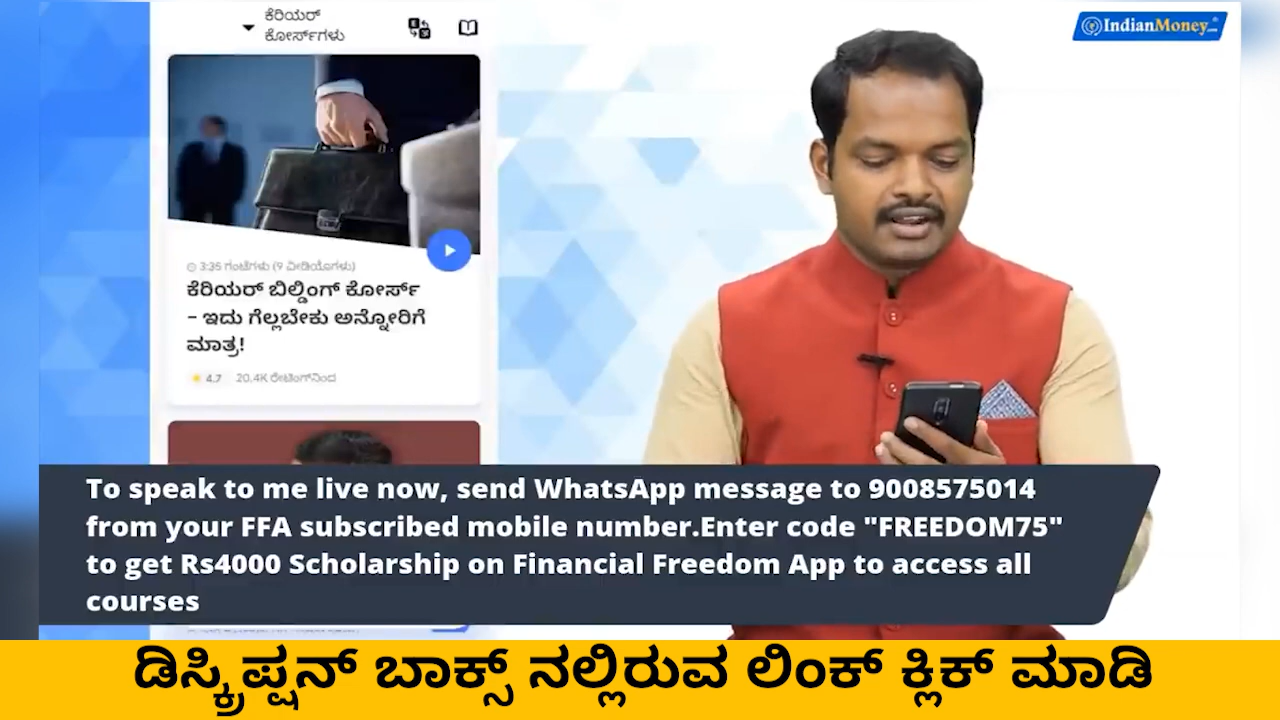 ಕೆರಿಯರ್
ಕೋರ್ಸ್‌ಗಳು
IndianMoney.com
3:35 ಗಂಟೆಗಳು (9 ವೀಡಿಯೊಗಳು)
ಕೆರಿಯರ್ ಬಿಲ್ಡಿಂಗ್ ಕೋರ್ಸ್
– ಇದು ಗೆಲ್ಲಬೇಕು ಅನ್ನೋರಿಗೆ
ಮಾತ್ರ!
4.7 20.4K ರೇಟಿಂಗ್‌ನಿಂದ
To speak to me live now, send WhatsApp message to 9008575014
from your FFA subscribed mobile number.Enter code "FREEDOM75"
to get Rs4000 Scholarship on Financial Freedom App to access all
courses
ಡಿಸ್ಕ್ರಿಪ್ಷನ್ ಬಾಕ್ಸ್ ನಲ್ಲಿರುವ ಲಿಂಕ್ ಕ್ಲಿಕ್ ಮಾಡಿ